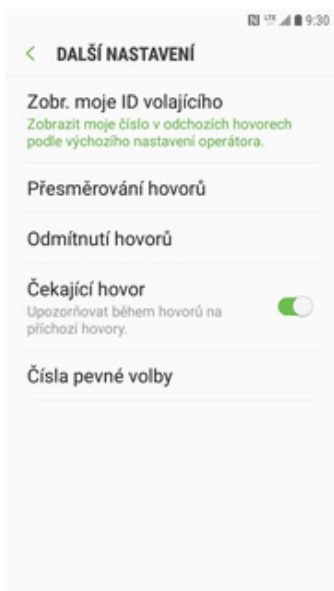 9:30
DALŠÍ NASTAVENÍ
Zobr. moje ID volajícího
Zobrazit moje číslo v odchozích hovorech
podle výchozího nastavení operátora.
Přesměrování hovorů
Odmítnutí hovorů
Čekající hovor
Upozorňovat během hovorů na
příchozí hovory.
Čísla pevné volby